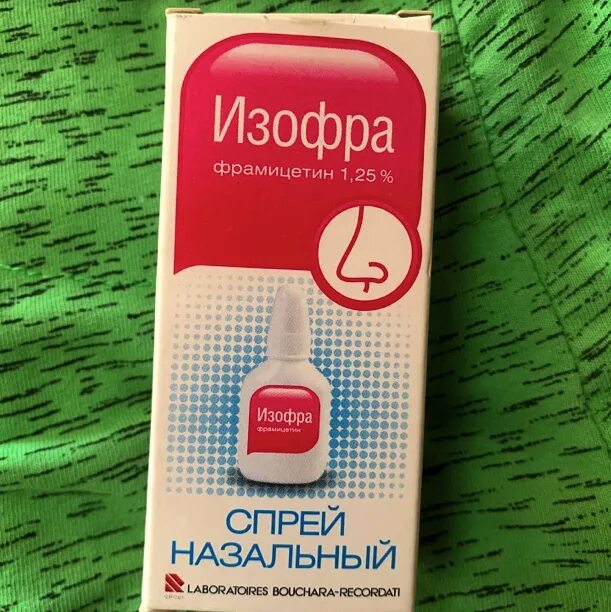 Изофра
фрамицетин 1,25 %
Изофра
фрамицетин
СПРЕЙ
НАЗАЛЬНЫЙ
LABORATOIRES BOUCHARA-RECORDATI